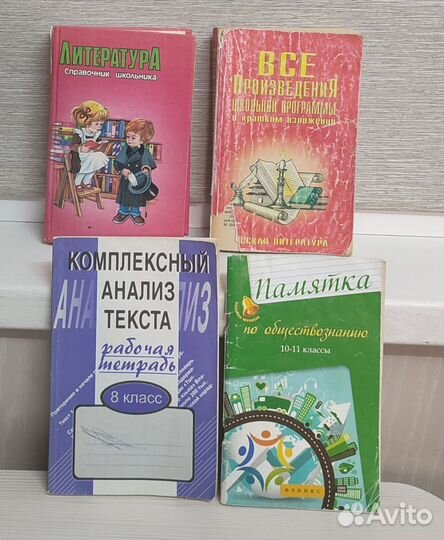 ЛИТЕРАТУРА
Справочник школьника
ВСЕ
ПРОИЗВЕДЕНИЯ
ШКОЛЬНОЙ ПРОГРАММЫ
в кратком изложении
СКАЯ ЛИТЕРАТУРА
КОМПЛЕКСНЫЙ
АНАЛИЗ
ТЕКСТА
рабочая
тетрадь
8 класс
Памятка
по обществознанию
10-11 классы
ФЕНИКС
Avito